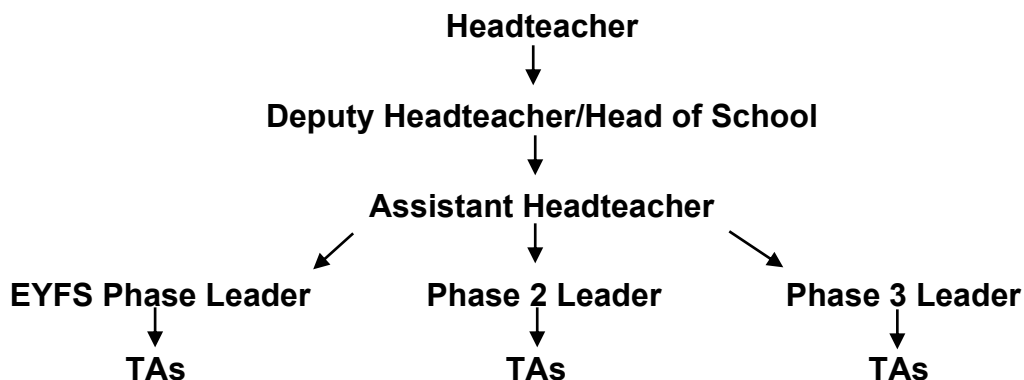 Headteacher
Deputy Headteacher/Head of School
Assistant Headteacher
EYFS Phase Leader Phase 2 Leader Phase 3 Leader
TAs TAs TAs